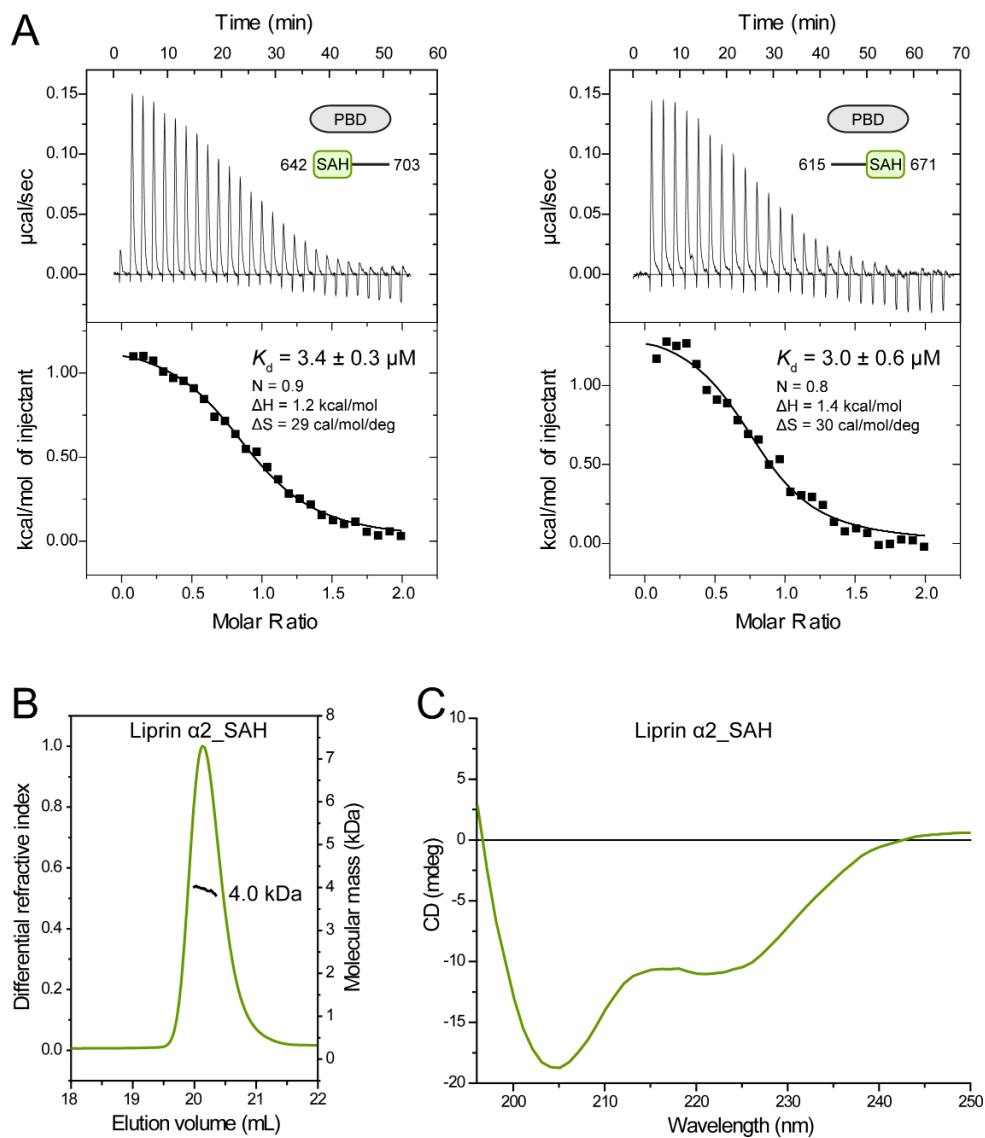 A
Time (min)
0 10 20 30 40 50 60
0.15
0.10
0.05
0.00
µcal/sec
PBD
642 SAH 703
1.00
0.50
0.00
kcal/mol of injectant
Kd = 3.4 ± 0.3 µM
N = 0.9
ΔH = 1.2 kcal/mol
ΔS = 29 cal/mol/deg
0.0 0.5 1.0 1.5 2.0
Molar Ratio
Time (min)
0 10 20 30 40 50 60 70
0.15
0.10
0.05
0.00
µcal/sec
PBD
615 SAH 671
1.00
0.50
0.00
kcal/mol of injectant
Kd = 3.0 ± 0.6 µM
N = 0.8
ΔH = 1.4 kcal/mol
ΔS = 30 cal/mol/deg
0.0 0.5 1.0 1.5 2.0
Molar Ratio
B
Liprin α2_SAH
1.0
0.8
0.6
0.4
0.2
0.0
Differential refractive index
8
7
6
5
4
3
2
1
0
Molecular mass (kDa)
4.0 kDa
18 19 20 21 22
Elution volume (mL)
C
Liprin α2_SAH
10
5
0
-5
-10
-15
-20
CD (mdeg)
200 210 220 230 240 250
Wavelength (nm)